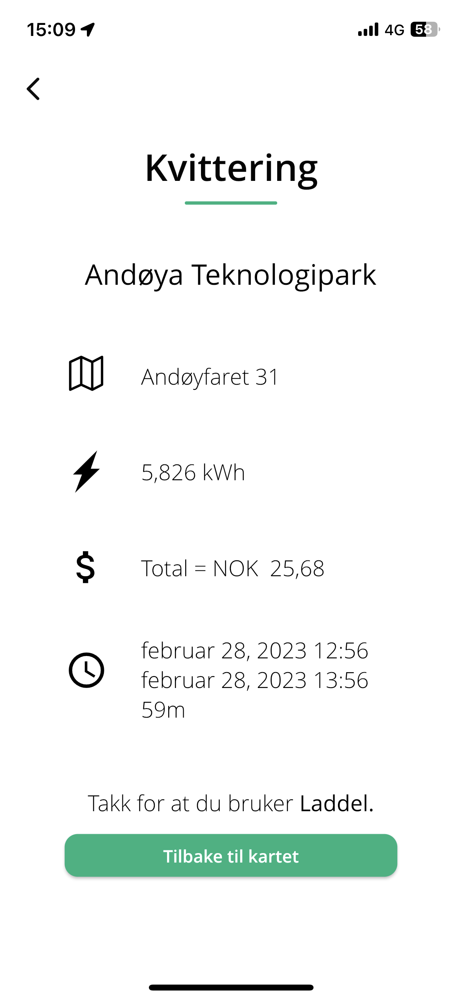 15:09
4G
58
Kvittering
Andøya Teknologipark
Andøyfaret 31
5,826 kWh
$
Total = NOK  25,68
februar 28, 2023 12:56
februar 28, 2023 13:56
59m
Takk for at du bruker Laddel.
Tilbake til kartet